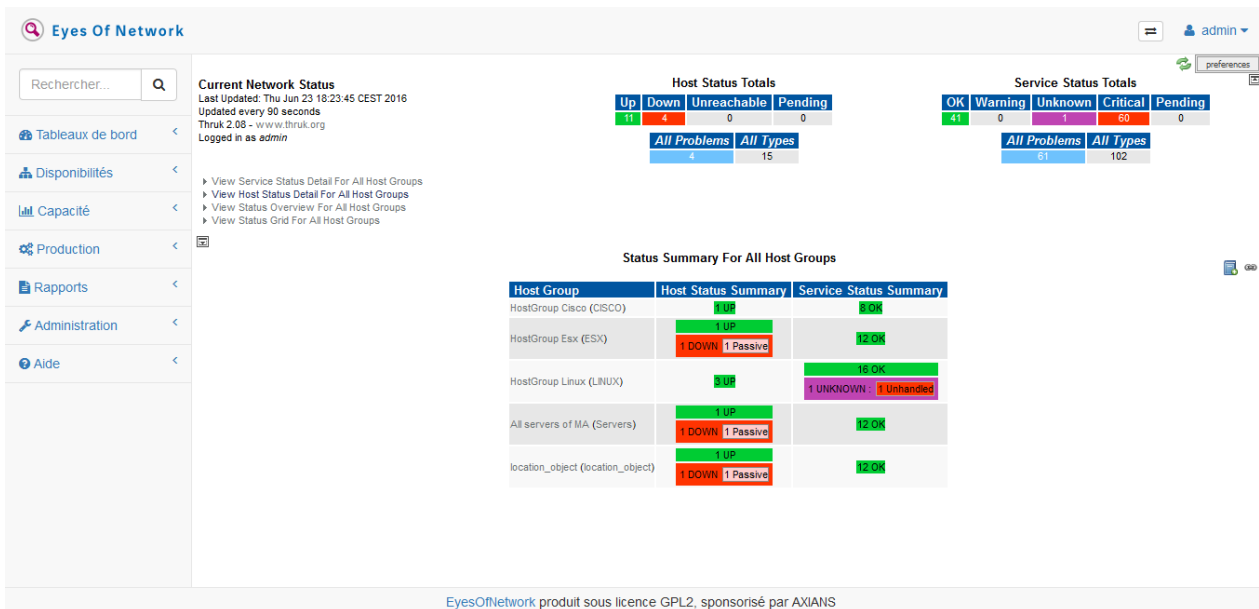 Eyes Of Network
admin
Rechercher...
Tableaux de bord
Disponibilités
Capacité
Production
Rapports
Administration
Aide
preferences
Current Network Status
Last Updated: Thu Jun 23 18:23:45 CEST 2016
Updated every 90 seconds
Thruk 2.08 - www.thruk.org
Logged in as admin
View Service Status Detail For All Host Groups
View Host Status Detail For All Host Groups
View Status Overview For All Host Groups
View Status Grid For All Host Groups
Host Status Totals
Up Down Unreachable Pending
11 4 0 0
All Problems All Types
4 15
Service Status Totals
OK Warning Unknown Critical Pending
41 0 1 60 0
All Problems All Types
61 102
Status Summary For All Host Groups
Host Group Host Status Summary Service Status Summary
HostGroup Cisco (CISCO) 1 UP 8 OK
HostGroup Esx (ESX) 1 UP 12 OK
1 DOWN 1 Passive
HostGroup Linux (LINUX) 3 UP 16 OK
1 UNKNOWN : 1 Unhandled
All servers of MA (Servers) 1 UP 12 OK
1 DOWN 1 Passive
location_object (location_object) 1 UP 12 OK
1 DOWN 1 Passive
EyesOfNetwork produit sous licence GPL2, sponsorisé par AXIANS